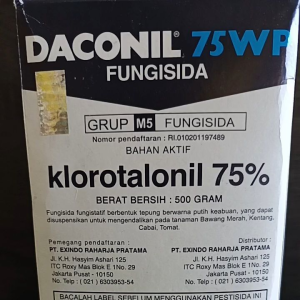 DACONIL® 75WP
FUNGISIDA
GRUP M5 FUNGISIDA
Nomor pendaftaran : RI.010201197489
BAHAN AKTIF
klorotalonil 75%
BERAT BERSIH : 500 GRAM
Fungisida fungistatif berbentuk tepung berwarna putih keabuan, yang dapat
disuspensikan untuk mengendalikan pada tanaman Bawang Merah, Kentang,
Cabai, Tomat.
Pemegang pendaftaran : Distributor :
PT. EXINDO RAHARJA PRATAMA PT. EXINDO RAHARJA PRATAMA
Jl. K.H. Hasyim Ashari 125 Jl. K.H. Hasyim Ashari 125
ITC Roxy Mas Blok E 1No. 29 ITC Roxy Mas Blok E 1No. 29
Jakarta Pusat - 10150 Jakarta Pusat - 10150
No. Telp : ( 021 ) 6303953-54 No. Telp : ( 021 ) 6303953-54
BACALAH LABEL SEBELUM MENGGUNAKAN PESTISIDA INI